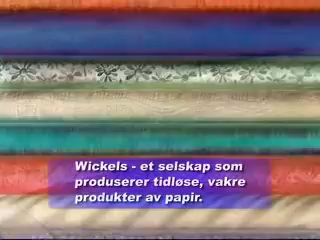 Wickels - et selskap som
produserer tidløse, vakre
produkter av papir.